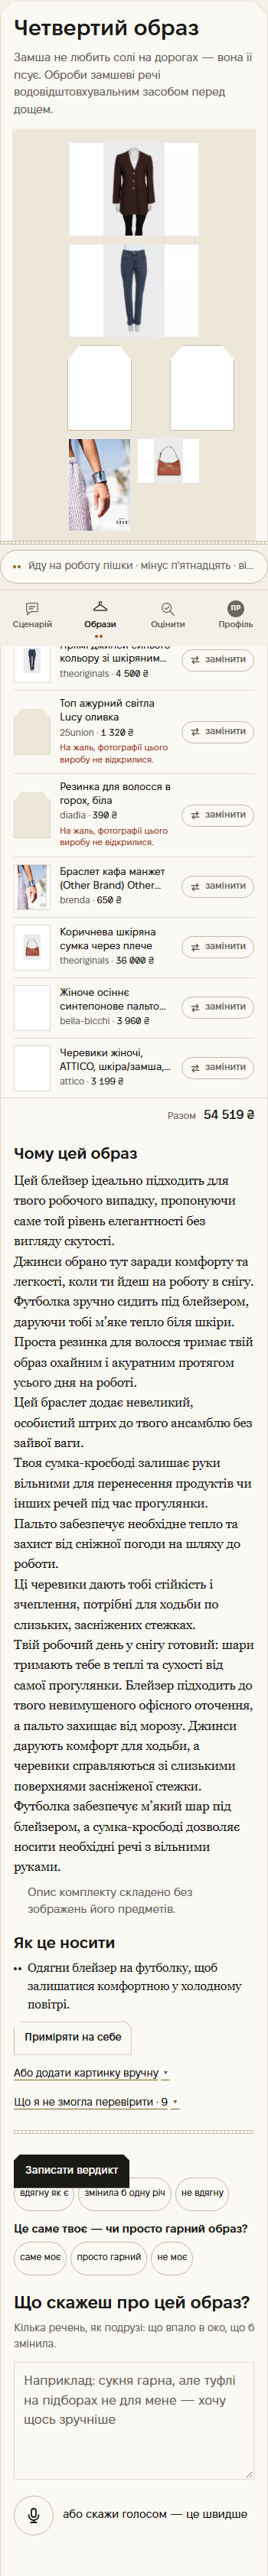 Четвертий образ
Замша не любить солі на дорогах — вона її
псує. Оброби замшеві речі
водовідштовхувальним засобом перед
дощем.
йду на роботу пішки · мінус п'ятнадцять · ві...
Сценарій
Образи
Оцінити
ПР
Профіль
Прямі джинси синього
кольору зі шкіряним...
theoriginals · 4 500 ₴
замінити
Топ ажурний світла
Lucy оливка
25union · 1 320 ₴
На жаль, фотографії цього
виробу не відкрилися.
замінити
Резинка для волосся в
горох, біла
diadia · 390 ₴
На жаль, фотографії цього
виробу не відкрилися.
замінити
Браслет кафа манжет
(Other Brand) Other...
brenda · 650 ₴
замінити
Коричнева шкіряна
сумка через плече
theoriginals · 36 000 ₴
замінити
Жіноче осіннє
синтепонове пальто...
bella-bicchi · 3 960 ₴
замінити
Черевики жіночі,
ATTICO, шкіра/замша,...
attico · 3 199 ₴
замінити
Разом 54 519 ₴
Чому цей образ
Цей блейзер ідеально підходить для
твого робочого випадку, пропонуючи
саме той рівень елегантності без
вигляду скутості.
Джинси обрано тут заради комфорту та
легкості, коли ти йдеш на роботу в снігу.
Футболка зручно сидить під блейзером,
даруючи тобі м’яке тепло біля шкіри.
Проста резинка для волосся тримає твій
образ охайним і акуратним протягом
усього дня на роботі.
Цей браслет додає невеликий,
особистий штрих до твого ансамблю без
зайвої ваги.
Твоя сумка-кросбоді залишає руки
вільними для перенесення продуктів чи
інших речей під час прогулянки.
Пальто забезпечує необхідне тепло та
захист від сніжної погоди на шляху до
роботи.
Ці черевики дають тобі стійкість і
зчеплення, потрібні для ходьби по
слизьких, засніжених стежках.
Твій робочий день у снігу готовий: шари
тримають тебе в теплі та сухості від
самої прогулянки. Блейзер підходить до
твого невимушеного офісного оточення,
а пальто захищає від морозу. Джинси
дарують комфорт для ходьби, а
черевики справляються зі слизькими
поверхнями засніженої стежки.
Футболка забезпечує м’який шар під
блейзером, а сумка-кросбоді дозволяє
носити необхідні речі з вільними
руками.
Опис комплекту складено без
зображень його предметів.
Як це носити
Одягни блейзер на футболку, щоб
залишатися комфортною у холодному
повітрі.
Приміряти на себе
Або додати картинку вручну
Що я не змогла перевірити · 9
Записати вердикт
вдягну як є
змінила б одну річ
не вдягну
Це саме твоє — чи просто гарний образ?
саме моє
просто гарний
не моє
Що скажеш про цей образ?
Кілька речень, як подрузі: що впало в око, що б
змінила.
Наприклад: сукня гарна, але туфлі
на підборах не для мене — хочу
щось зручніше
або скажи голосом — це швидше